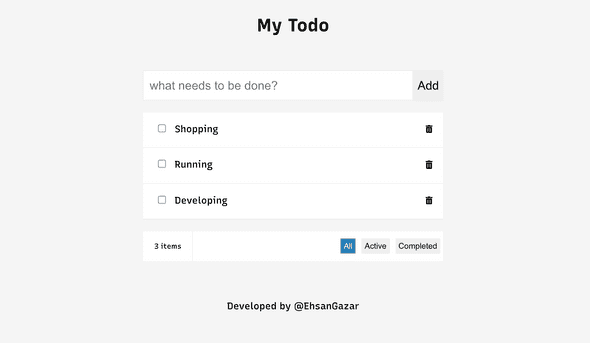 My Todo
what needs to be done? Add
Shopping
Running
Developing
3 items All Active Completed
Developed by @EhsanGazar